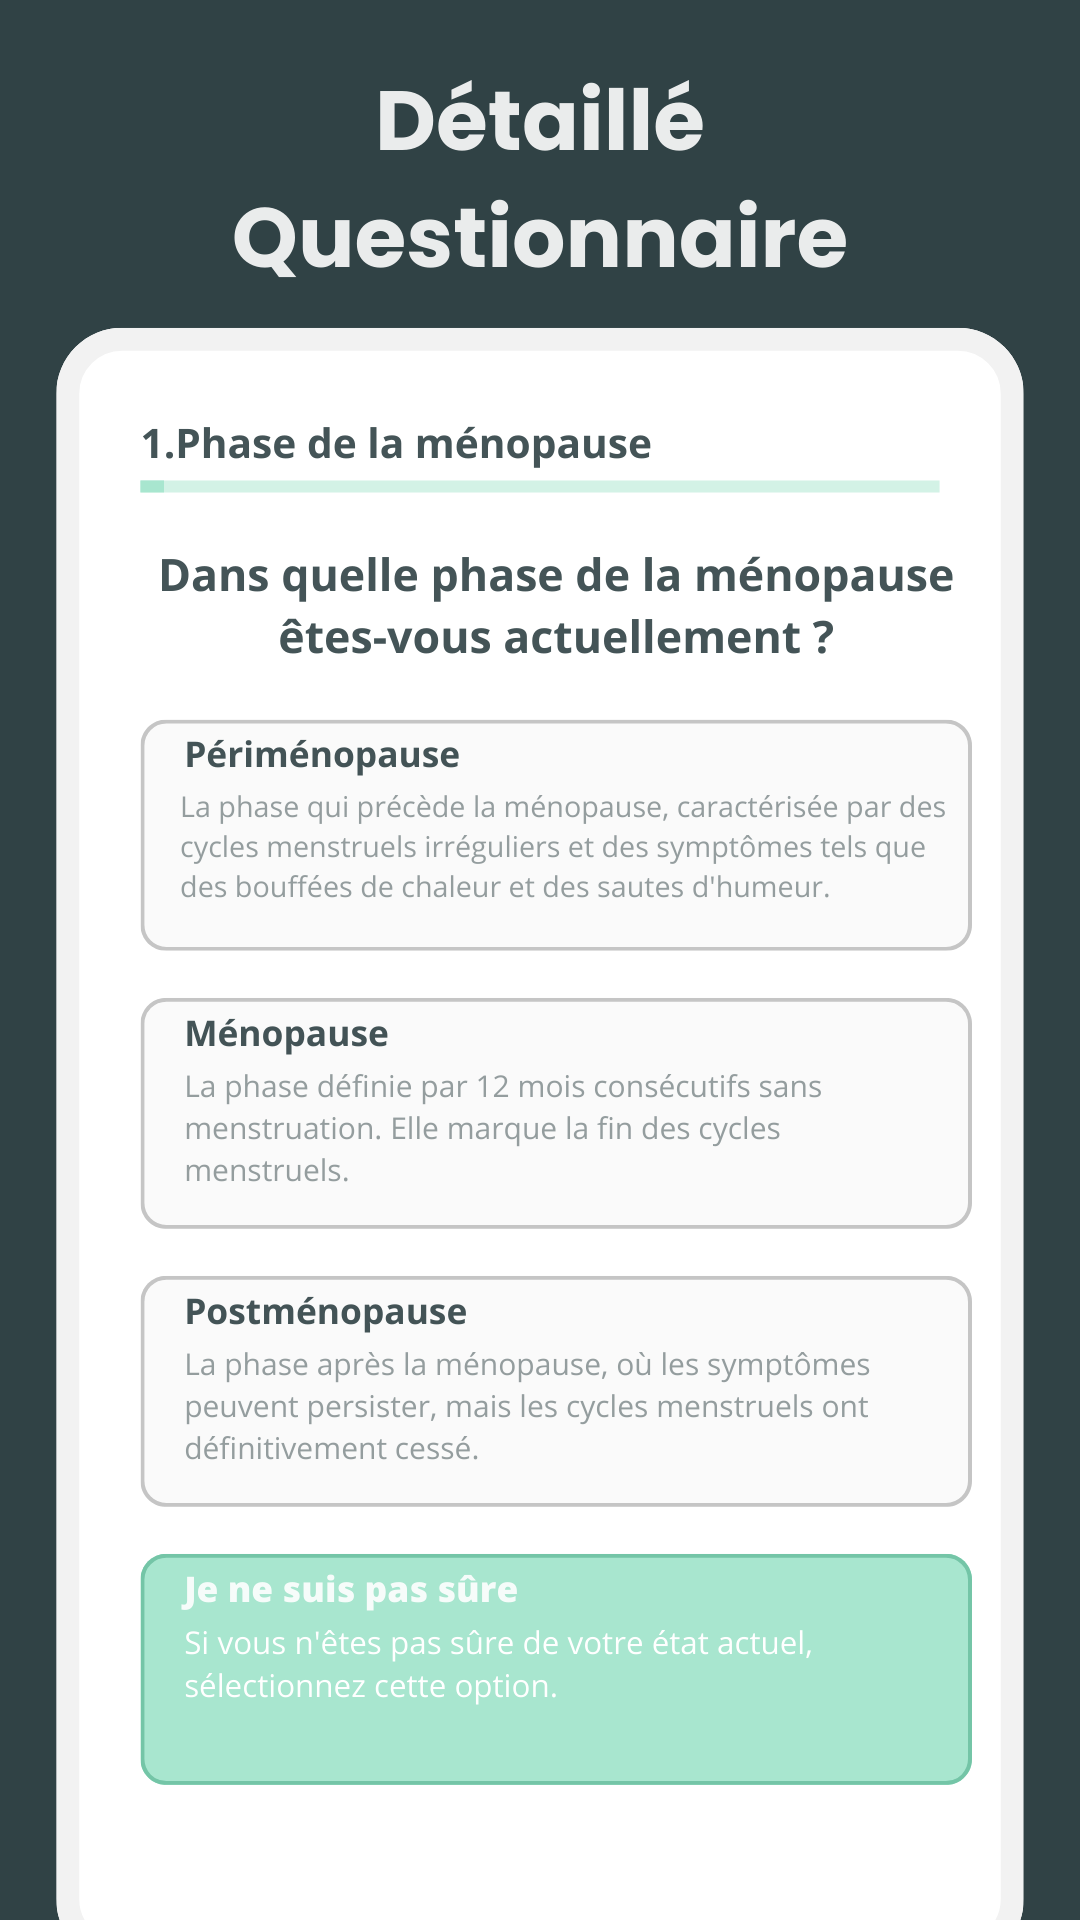 Détaillé
Questionnaire
1.Phase de la ménopause
Dans quelle phase de la ménopause
êtes-vous actuellement ?
Périménopause
La phase qui précède la ménopause, caractérisée par des
cycles menstruels irréguliers et des symptômes tels que
des bouffées de chaleur et des sautes d'humeur.
Ménopause
La phase définie par 12 mois consécutifs sans
menstruation. Elle marque la fin des cycles
menstruels.
Postménopause
La phase après la ménopause, où les symptômes
peuvent persister, mais les cycles menstruels ont
définitivement cessé.
Je ne suis pas sûre
Si vous n'êtes pas sûre de votre état actuel,
sélectionnez cette option.